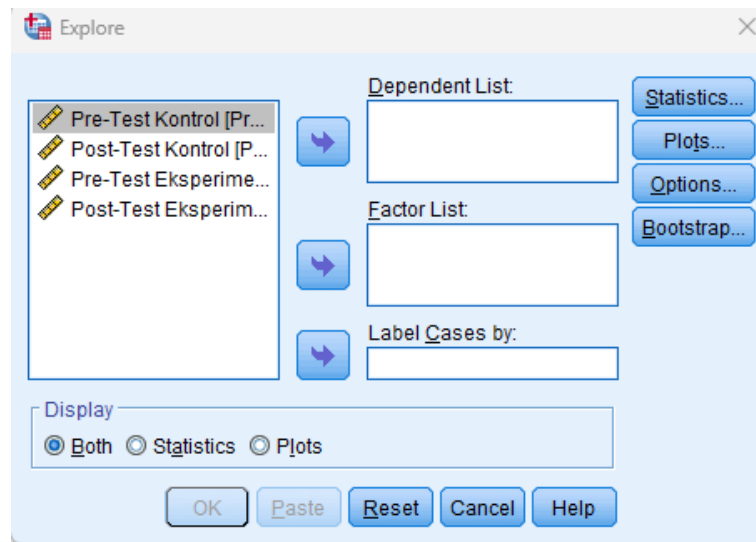 Explore
Dependent List:
Pre-Test Kontrol [Pr...
Post-Test Kontrol [P...
Pre-Test Eksperime...
Post-Test Eksperim...
Factor List:
Label Cases by:
Statistics...
Plots...
Options...
Bootstrap...
Display
Both Statistics Plots
OK Paste Reset Cancel Help